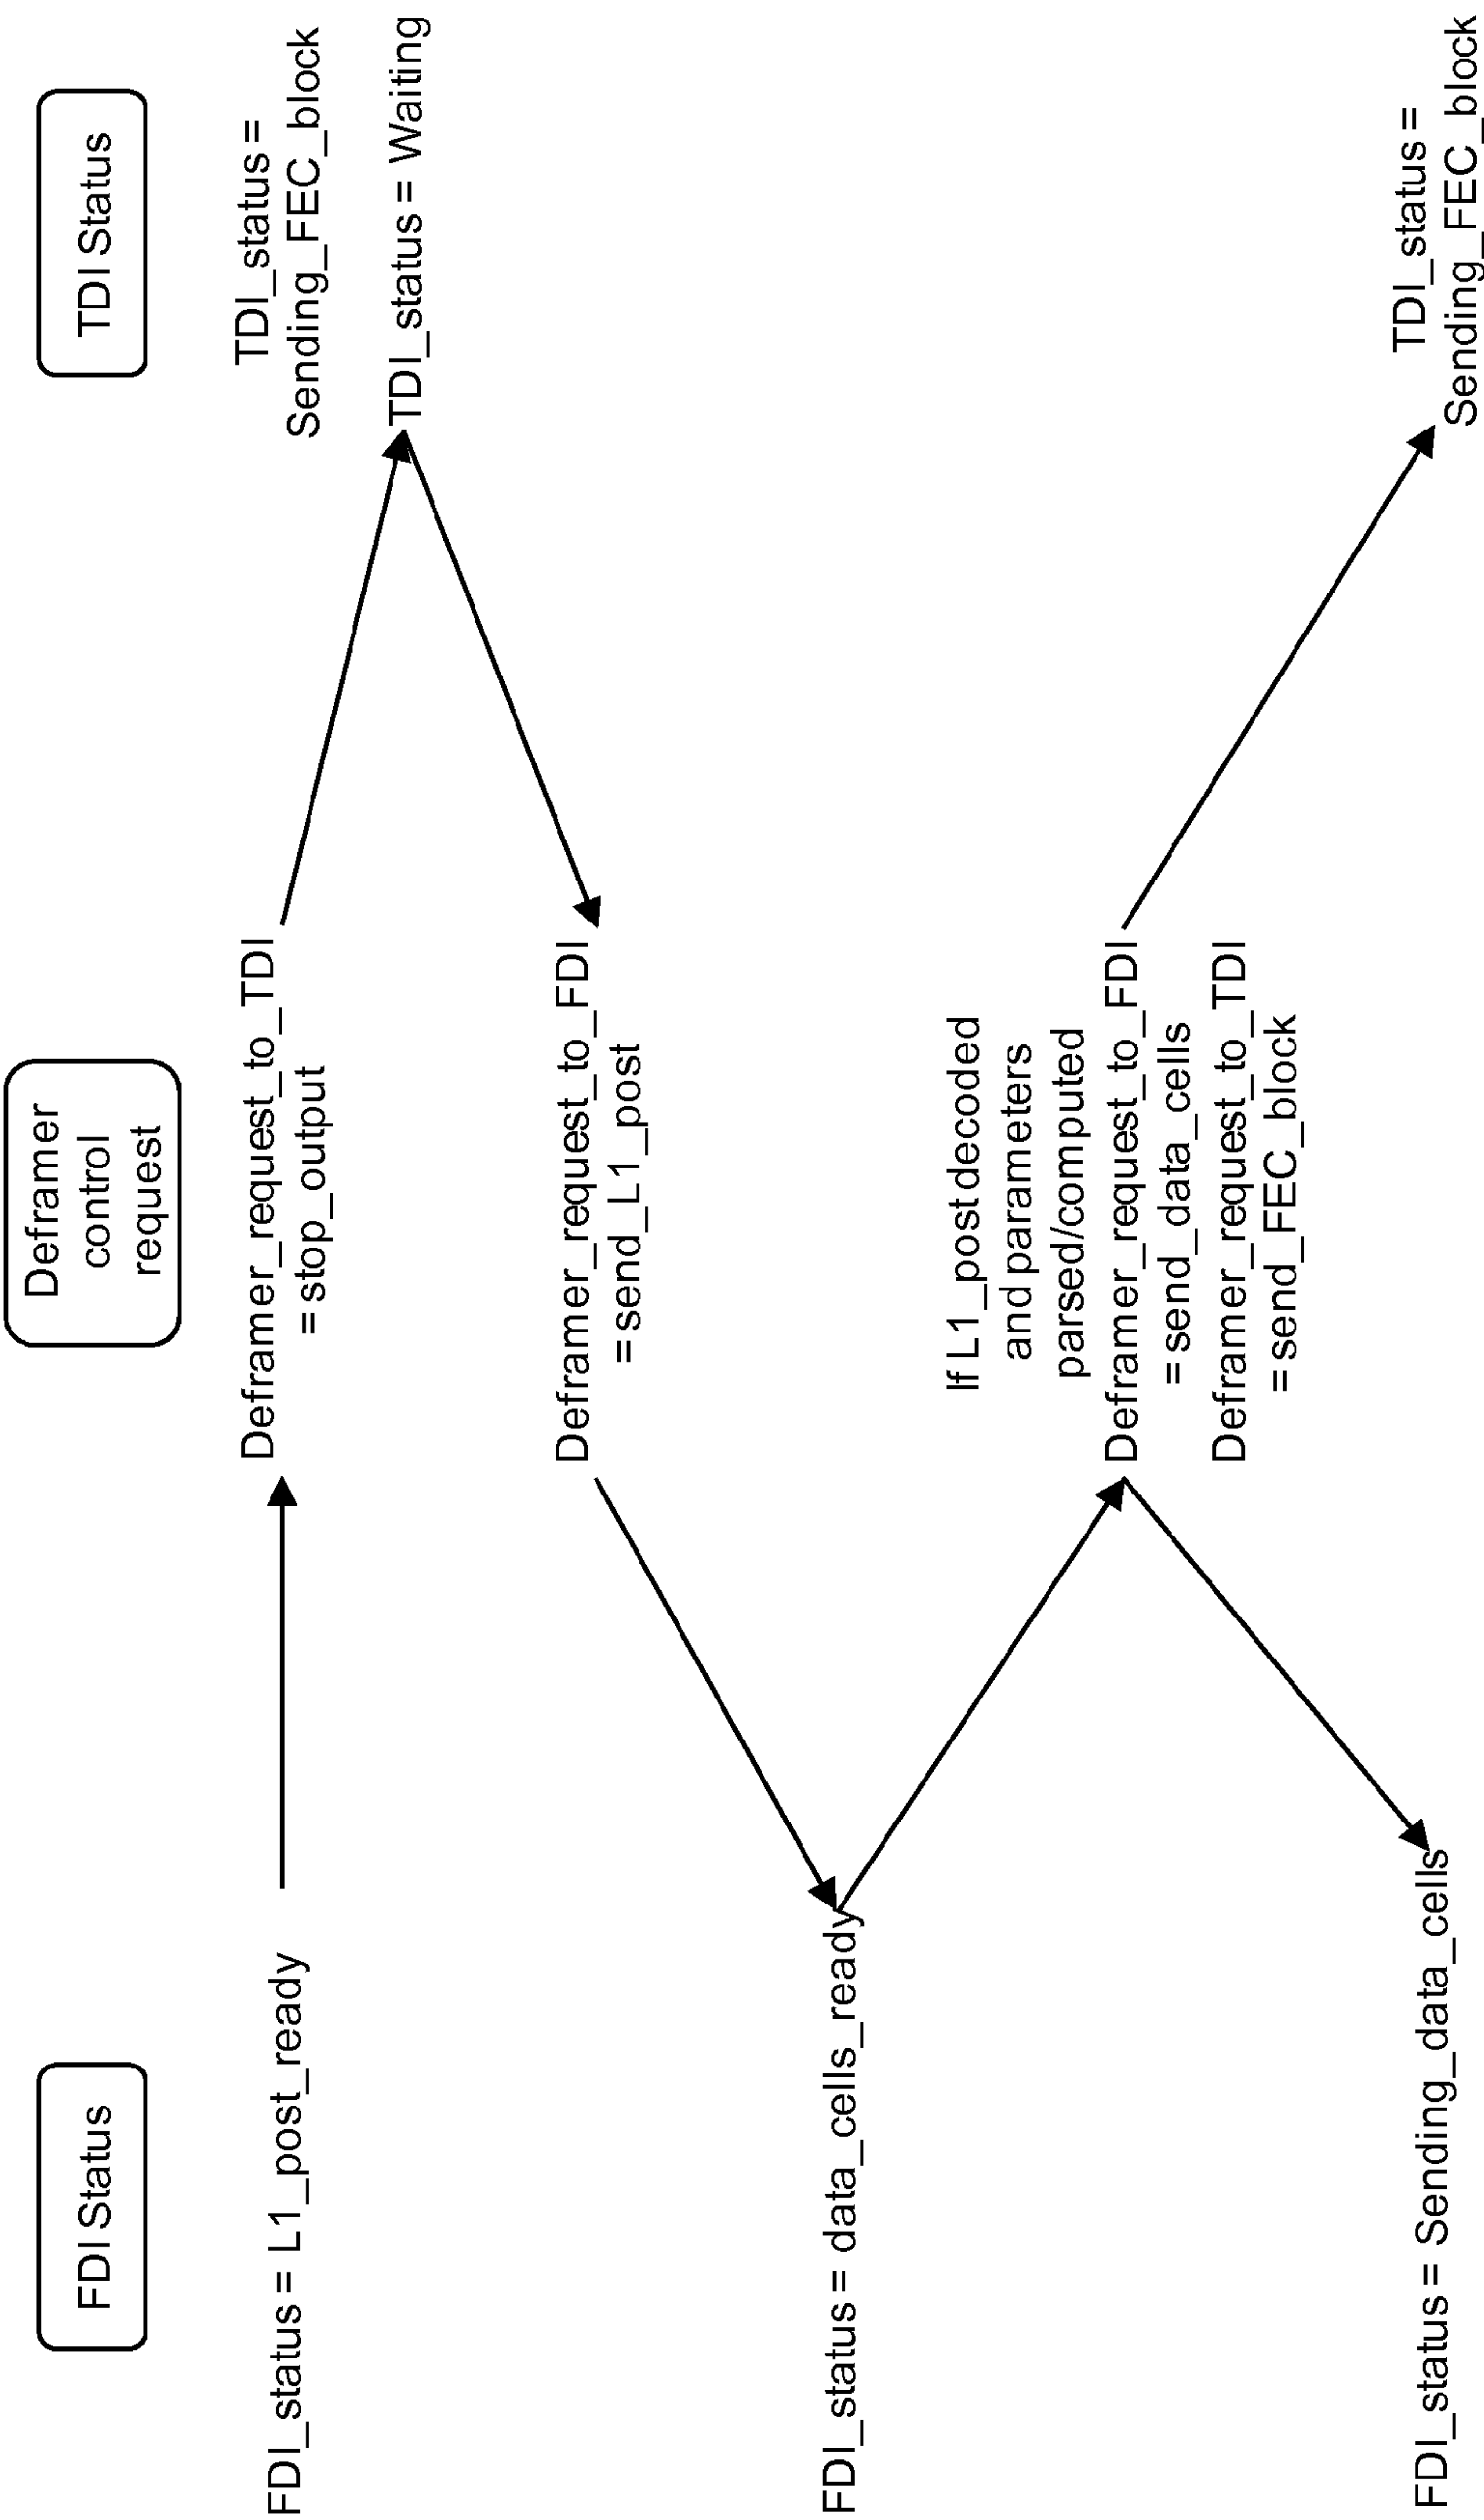 FDI Status
Deframer
control
request
TDI Status
TDI_status =
Sending_FEC_block
FDI_status = L1_post_ready
Deframer_request_to_TDI
= stop_output
TDI_status = Waiting
Deframer_request_to_FDI
= send_L1_post
FDI_status = data_cells_ready
If L1_post decoded
and parameters
parsed/computed
Deframer_request_to_FDI
= send_data_cells
Deframer_request_to_TDI
= send_FEC_block
FDI_status = Sending_data_cells
TDI_status =
Sending_FEC_block